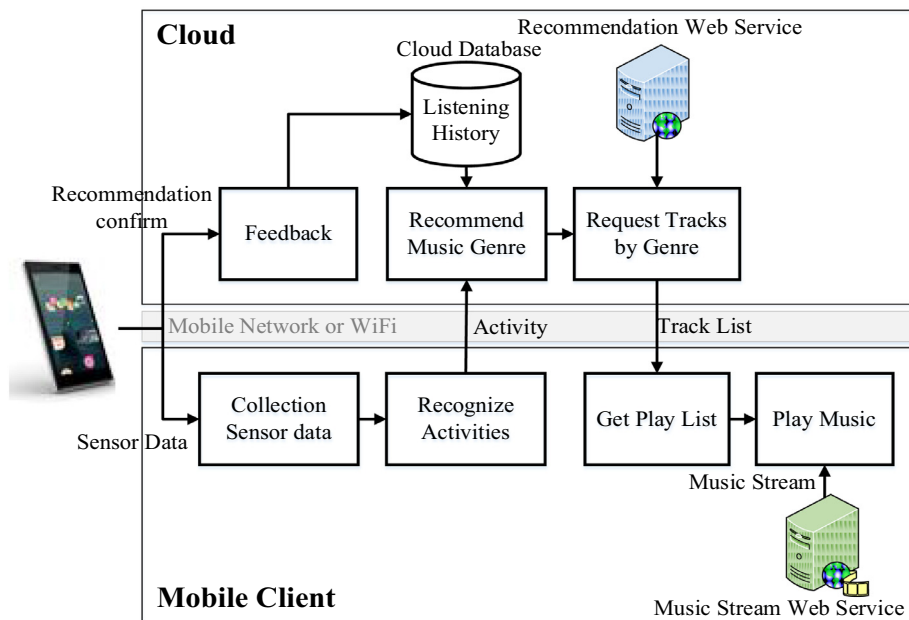 Cloud
Recommendation Web Service
Cloud Database
Listening
History
Recommendation
confirm
Feedback
Recommend
Music Genre
Request Tracks
by Genre
Mobile Network or WiFi
Activity
Track List
Collection
Sensor data
Recognize
Activities
Get Play List
Play Music
Sensor Data
Music Stream
Mobile Client
Music Stream Web Service